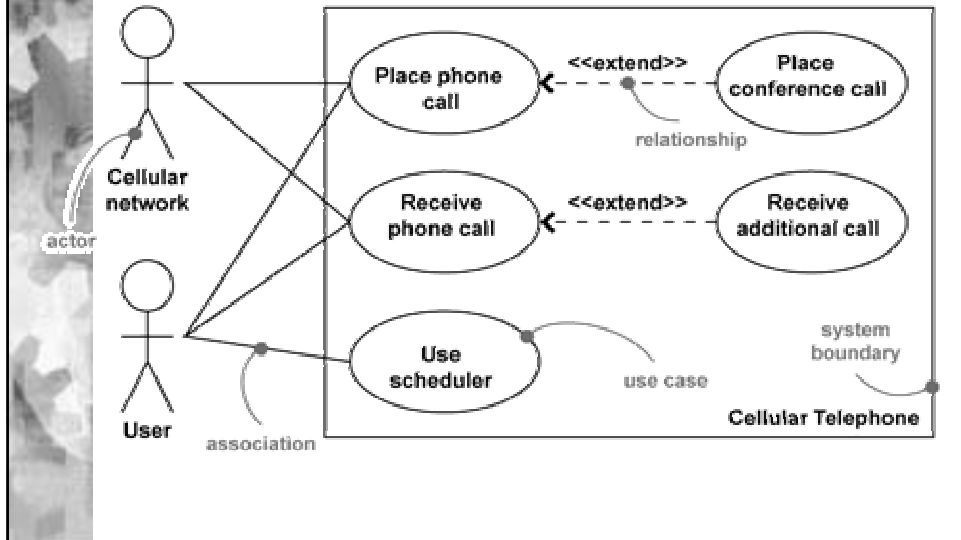 Place phone
call
<<extend>>
Place
conference call
relationship
Cellular
network
actor
Receive
phone call
<<extend>>
Receive
additional call
Use
scheduler
use case
system
boundary
Cellular Telephone
User
association